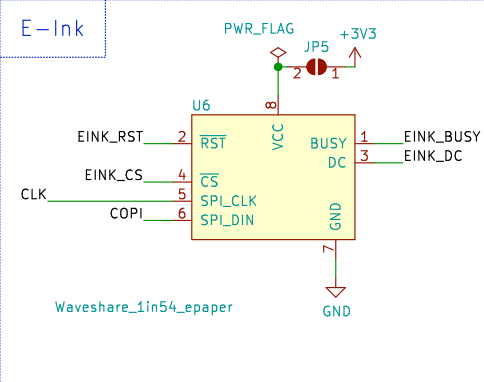 E-Ink
PWR_FLAG
JP5
+3V3
2
1
U6
8
EINK_RST
2
RST
VCC
BUSY
1
EINK_BUSY
DC
3
EINK_DC
EINK_CS
4
CS
CLK
5
SPI_CLK
COPI
6
SPI_DIN
GND
7
Waveshare_1in54_epaper
GND